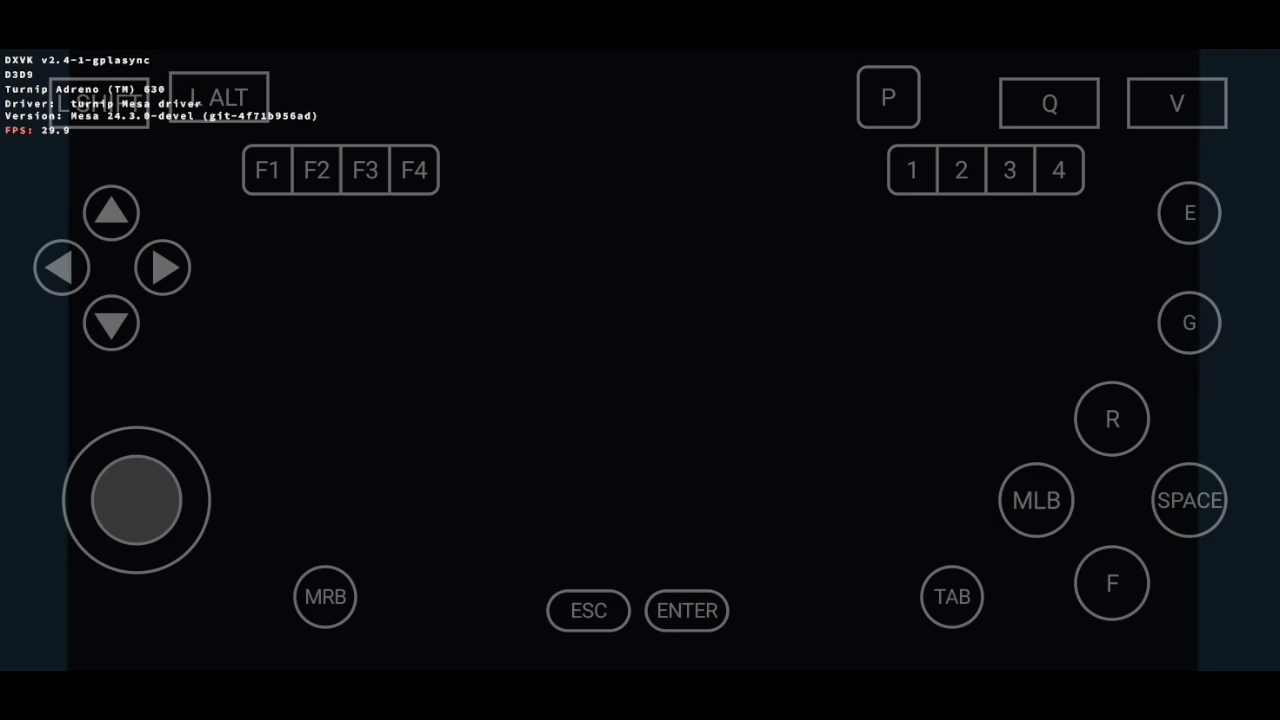 DXVK v2.4-1-gplasync
D3D9
Turnip Adreno (TM) 630
Driver: turnip Mesa driver
Version: Mesa 24.3.0-devel (git-4f71b956ad)
FPS: 29.9
L SHIFT
L ALT
P
Q
V
F1 F2 F3 F4
1 2 3 4
E
G
R
MLB
SPACE
F
MRB
ESC
ENTER
TAB